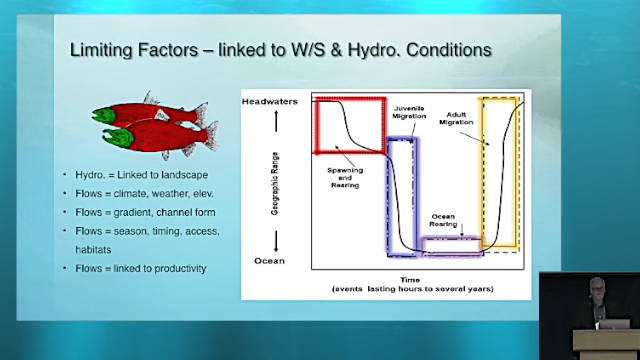 Limiting Factors – linked to W/S & Hydro. Conditions
• Hydro. = Linked to landscape
• Flows = climate, weather, elev.
• Flows = gradient, channel form
• Flows = season, timing, access,
habitats
• Flows = linked to productivity
Headwaters
Geographic Range
Ocean
Juvenile
Migration
Adult
Migration
Spawning
and
Rearing
Ocean
Rearing
Time
(events lasting hours to several years)